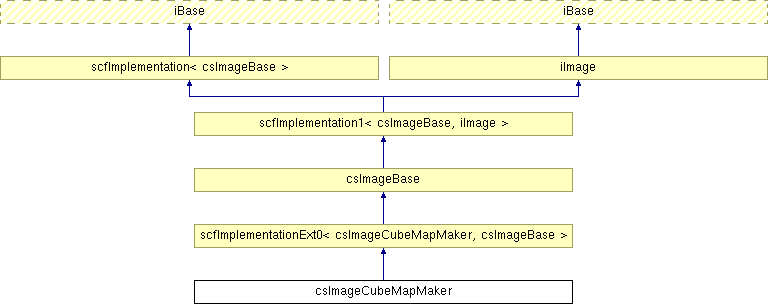 iBase
iBase
scfImplementation< csImageBase >
iImage
scfImplementation1< csImageBase, iImage >
csImageBase
scfImplementationExt0< csImageCubeMapMaker, csImageBase >
csImageCubeMapMaker